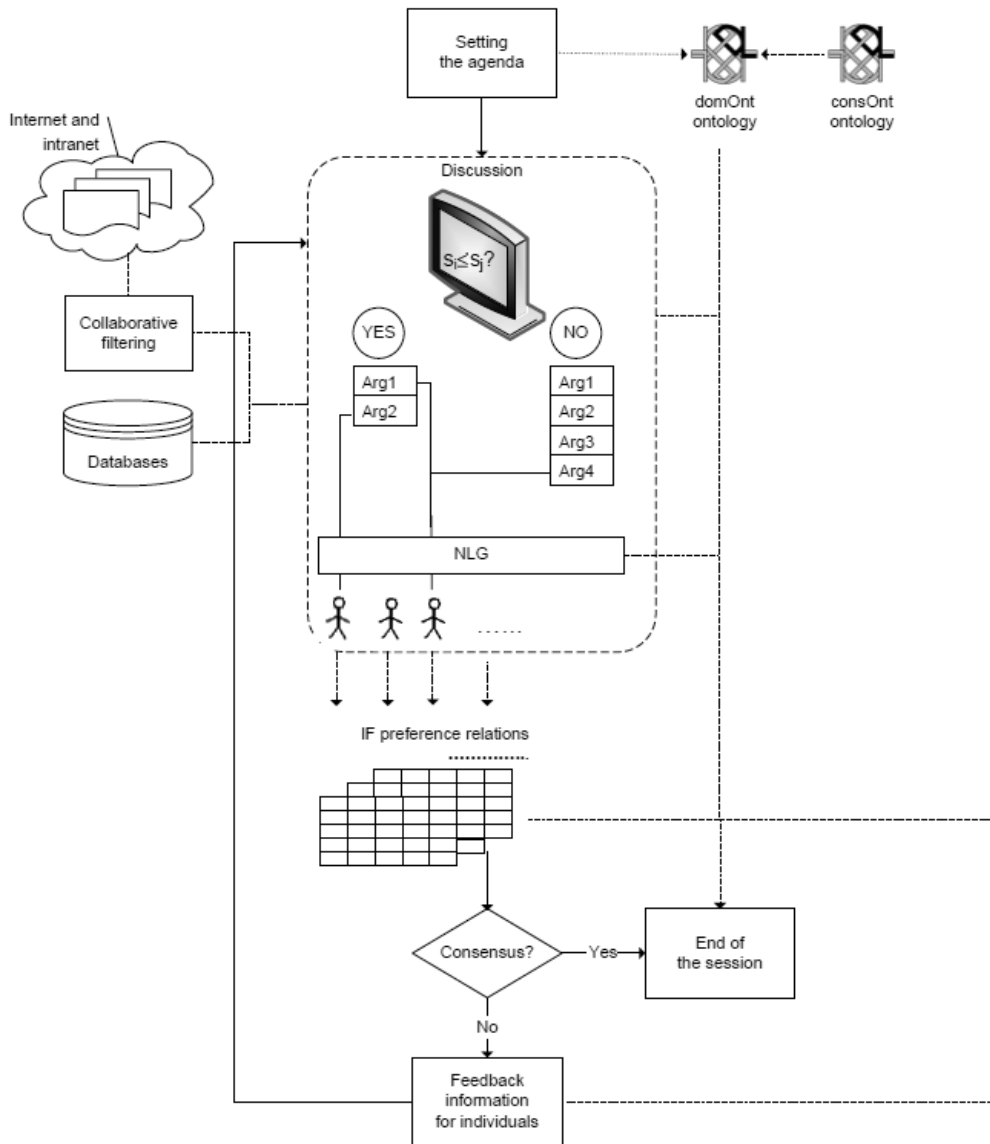 Setting
the agenda
domOnt
ontology
consOnt
ontology
Internet and
intranet
Discussion
si≤sj?
Collaborative
filtering
YES
NO
Arg1
Arg2
Arg1
Arg2
Arg3
Arg4
Databases
NLG
......
IF preference relations
Consensus?
Yes
End of
the session
No
Feedback
information
for individuals